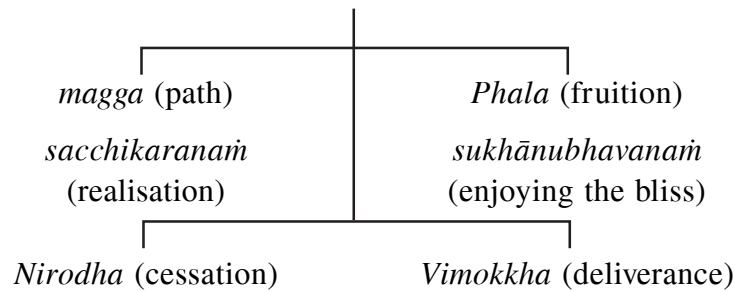 magga (path) Phala (fruition)
sacchikaranaṁ sukhānubhavanaṁ
(realisation) (enjoying the bliss)
Nirodha (cessation) Vimokkha (deliverance)